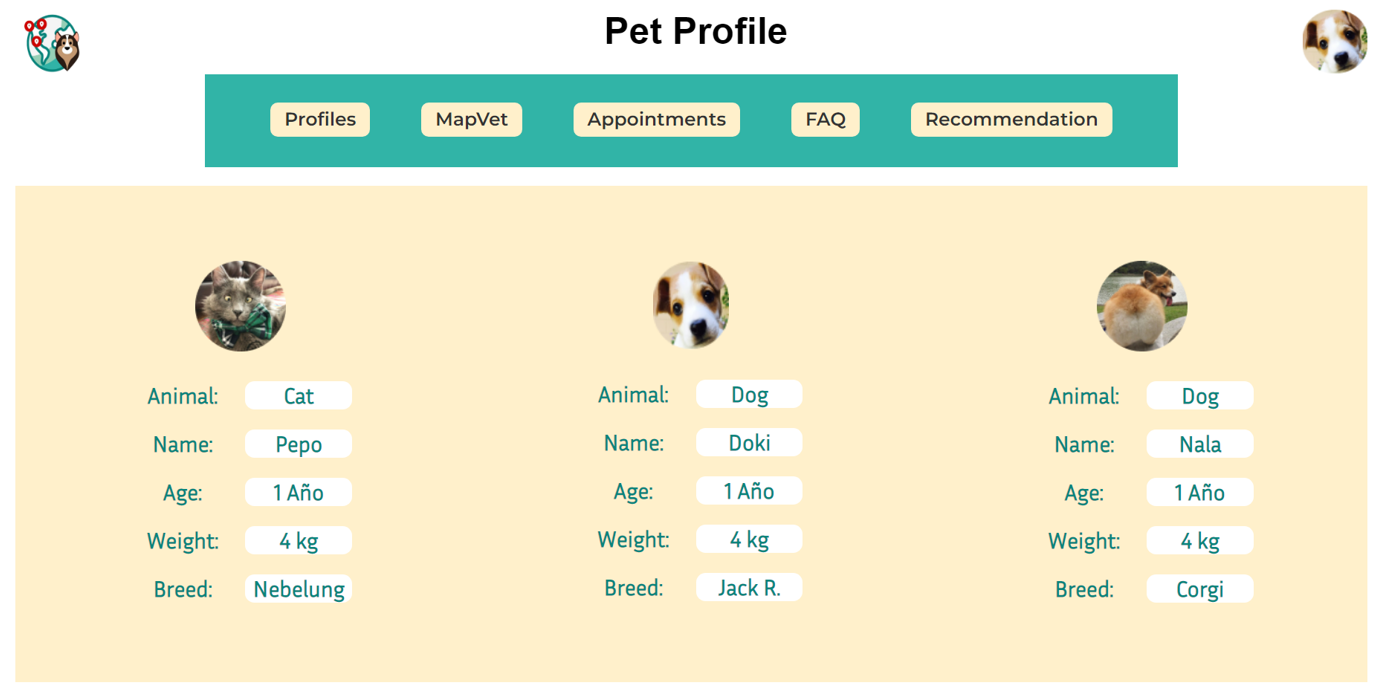 Pet Profile
Profiles MapVet Appointments FAQ Recommendation
Animal: Cat
Name: Pepo
Age: 1 Año
Weight: 4 kg
Breed: Nebelung
Animal: Dog
Name: Doki
Age: 1 Año
Weight: 4 kg
Breed: Jack R.
Animal: Dog
Name: Nala
Age: 1 Año
Weight: 4 kg
Breed: Corgi